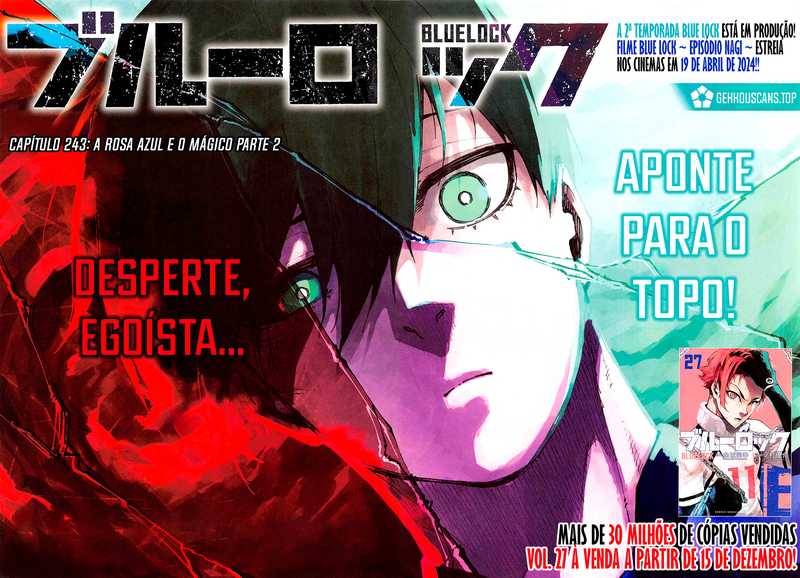 ブルーロック
BLUELOCK
A 2ª TEMPORADA BLUE LOCK ESTÁ EM PRODUÇÃO!
FILME BLUE LOCK ~ EPISÓDIO NAGI ~ ESTREIA
NOS CINEMAS EM 19 DE ABRIL DE 2024!!
GEKKOUSCANS.TOP
CAPÍTULO 243: A ROSA AZUL E O MÁGICO PARTE 2
APONTE
PARA O
TOPO!
DESPERTE,
EGOÍSTA...
27
ブルーロック
BLUELOCK
11
E
MAIS DE 30 MILHÕES DE CÓPIAS VENDIDAS
VOL. 27 À VENDA A PARTIR DE 15 DE DEZEMBRO!